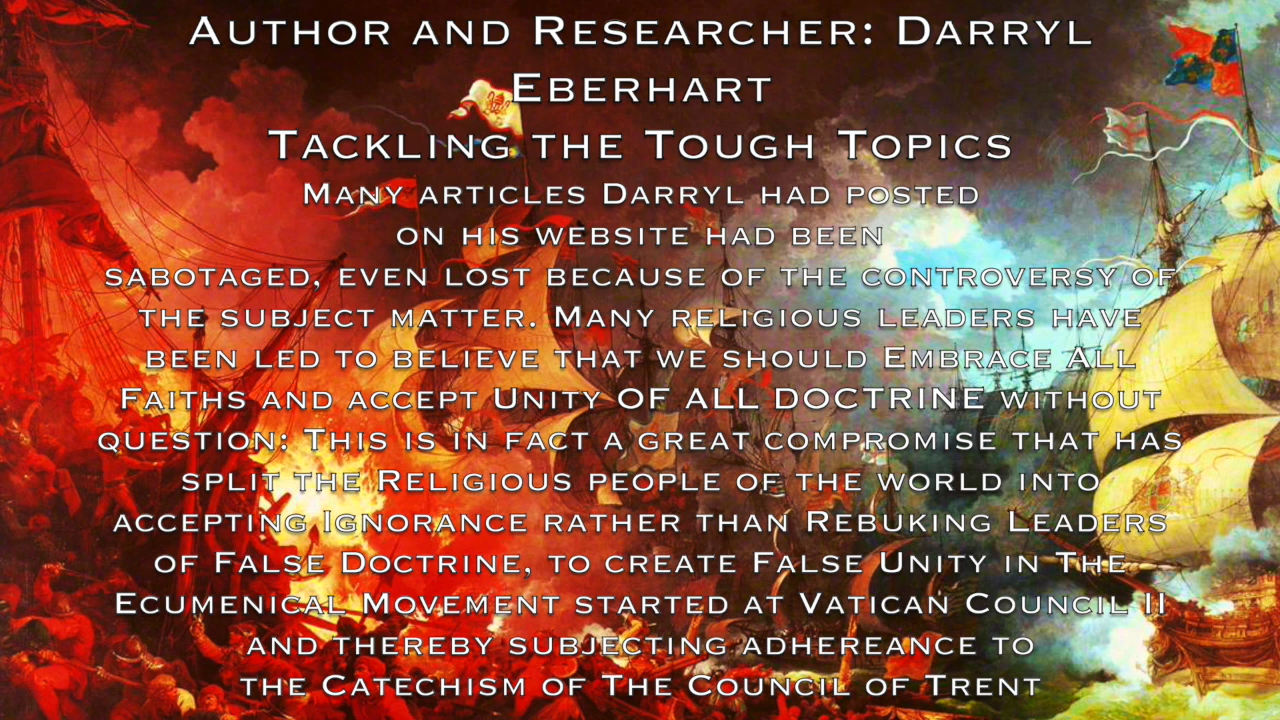 Author and Researcher: Darryl
Eberhart
Tackling the Tough Topics
Many articles Darryl had posted
on his website had been
sabotaged, even lost because of the controversy of
the subject matter. Many religious leaders have
been led to believe that we should Embrace All
Faiths and accept Unity OF ALL DOCTRINE without
question: This is in fact a great compromise that has
split the Religious people of the world into
accepting Ignorance rather than Rebuking Leaders
of False Doctrine, to create False Unity in The
Ecumenical Movement started at Vatican Council II
and thereby subjecting adhereance to
the Catechism of The Council of Trent